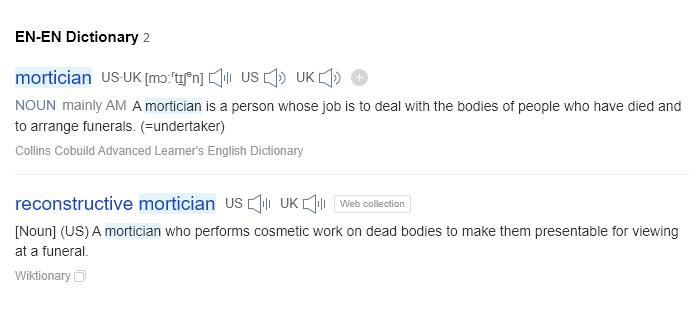 EN-EN Dictionary 2
mortician US·UK [mɔːʳtɪʃᵊn] US UK
NOUN mainly AM A mortician is a person whose job is to deal with the bodies of people who have died and
to arrange funerals. (=undertaker)
Collins Cobuild Advanced Learner's English Dictionary
reconstructive mortician US UK Web collection
[Noun] (US) A mortician who performs cosmetic work on dead bodies to make them presentable for viewing
at a funeral.
Wiktionary